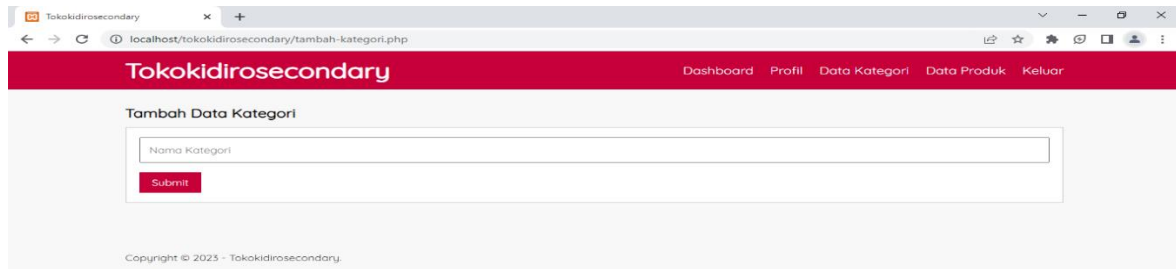 Tokokidirosecondary
localhost/tokokidirosecondary/tambah-kategori.php
Tokokidirosecondary Dashboard Profil Data Kategori Data Produk Keluar
Tambah Data Kategori
Nama Kategori
Submit
Copyright © 2023 - Tokokidirosecondary.